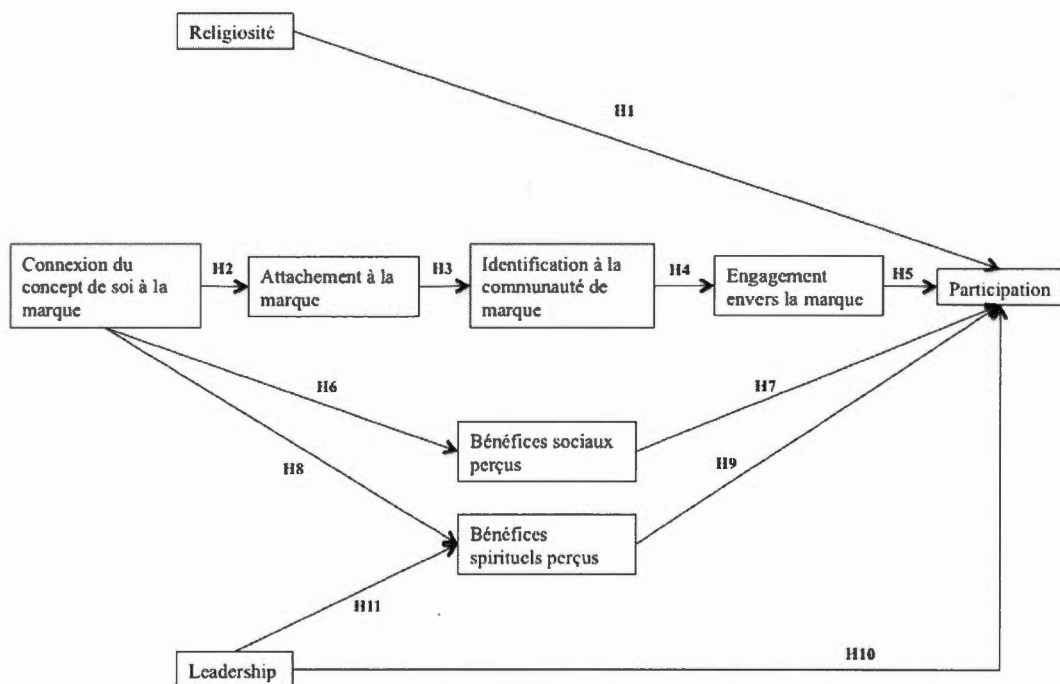 Religiosité
H1
Connexion du
concept de soi à la
marque
H2
Attachement à la
marque
H3
Identification à la
communauté de
marque
H4
Engagement
envers la marque
H5
Participation
H6
H7
Bénéfices sociaux
perçus
H8
H9
Bénéfices
spirituels perçus
H11
Leadership
H10